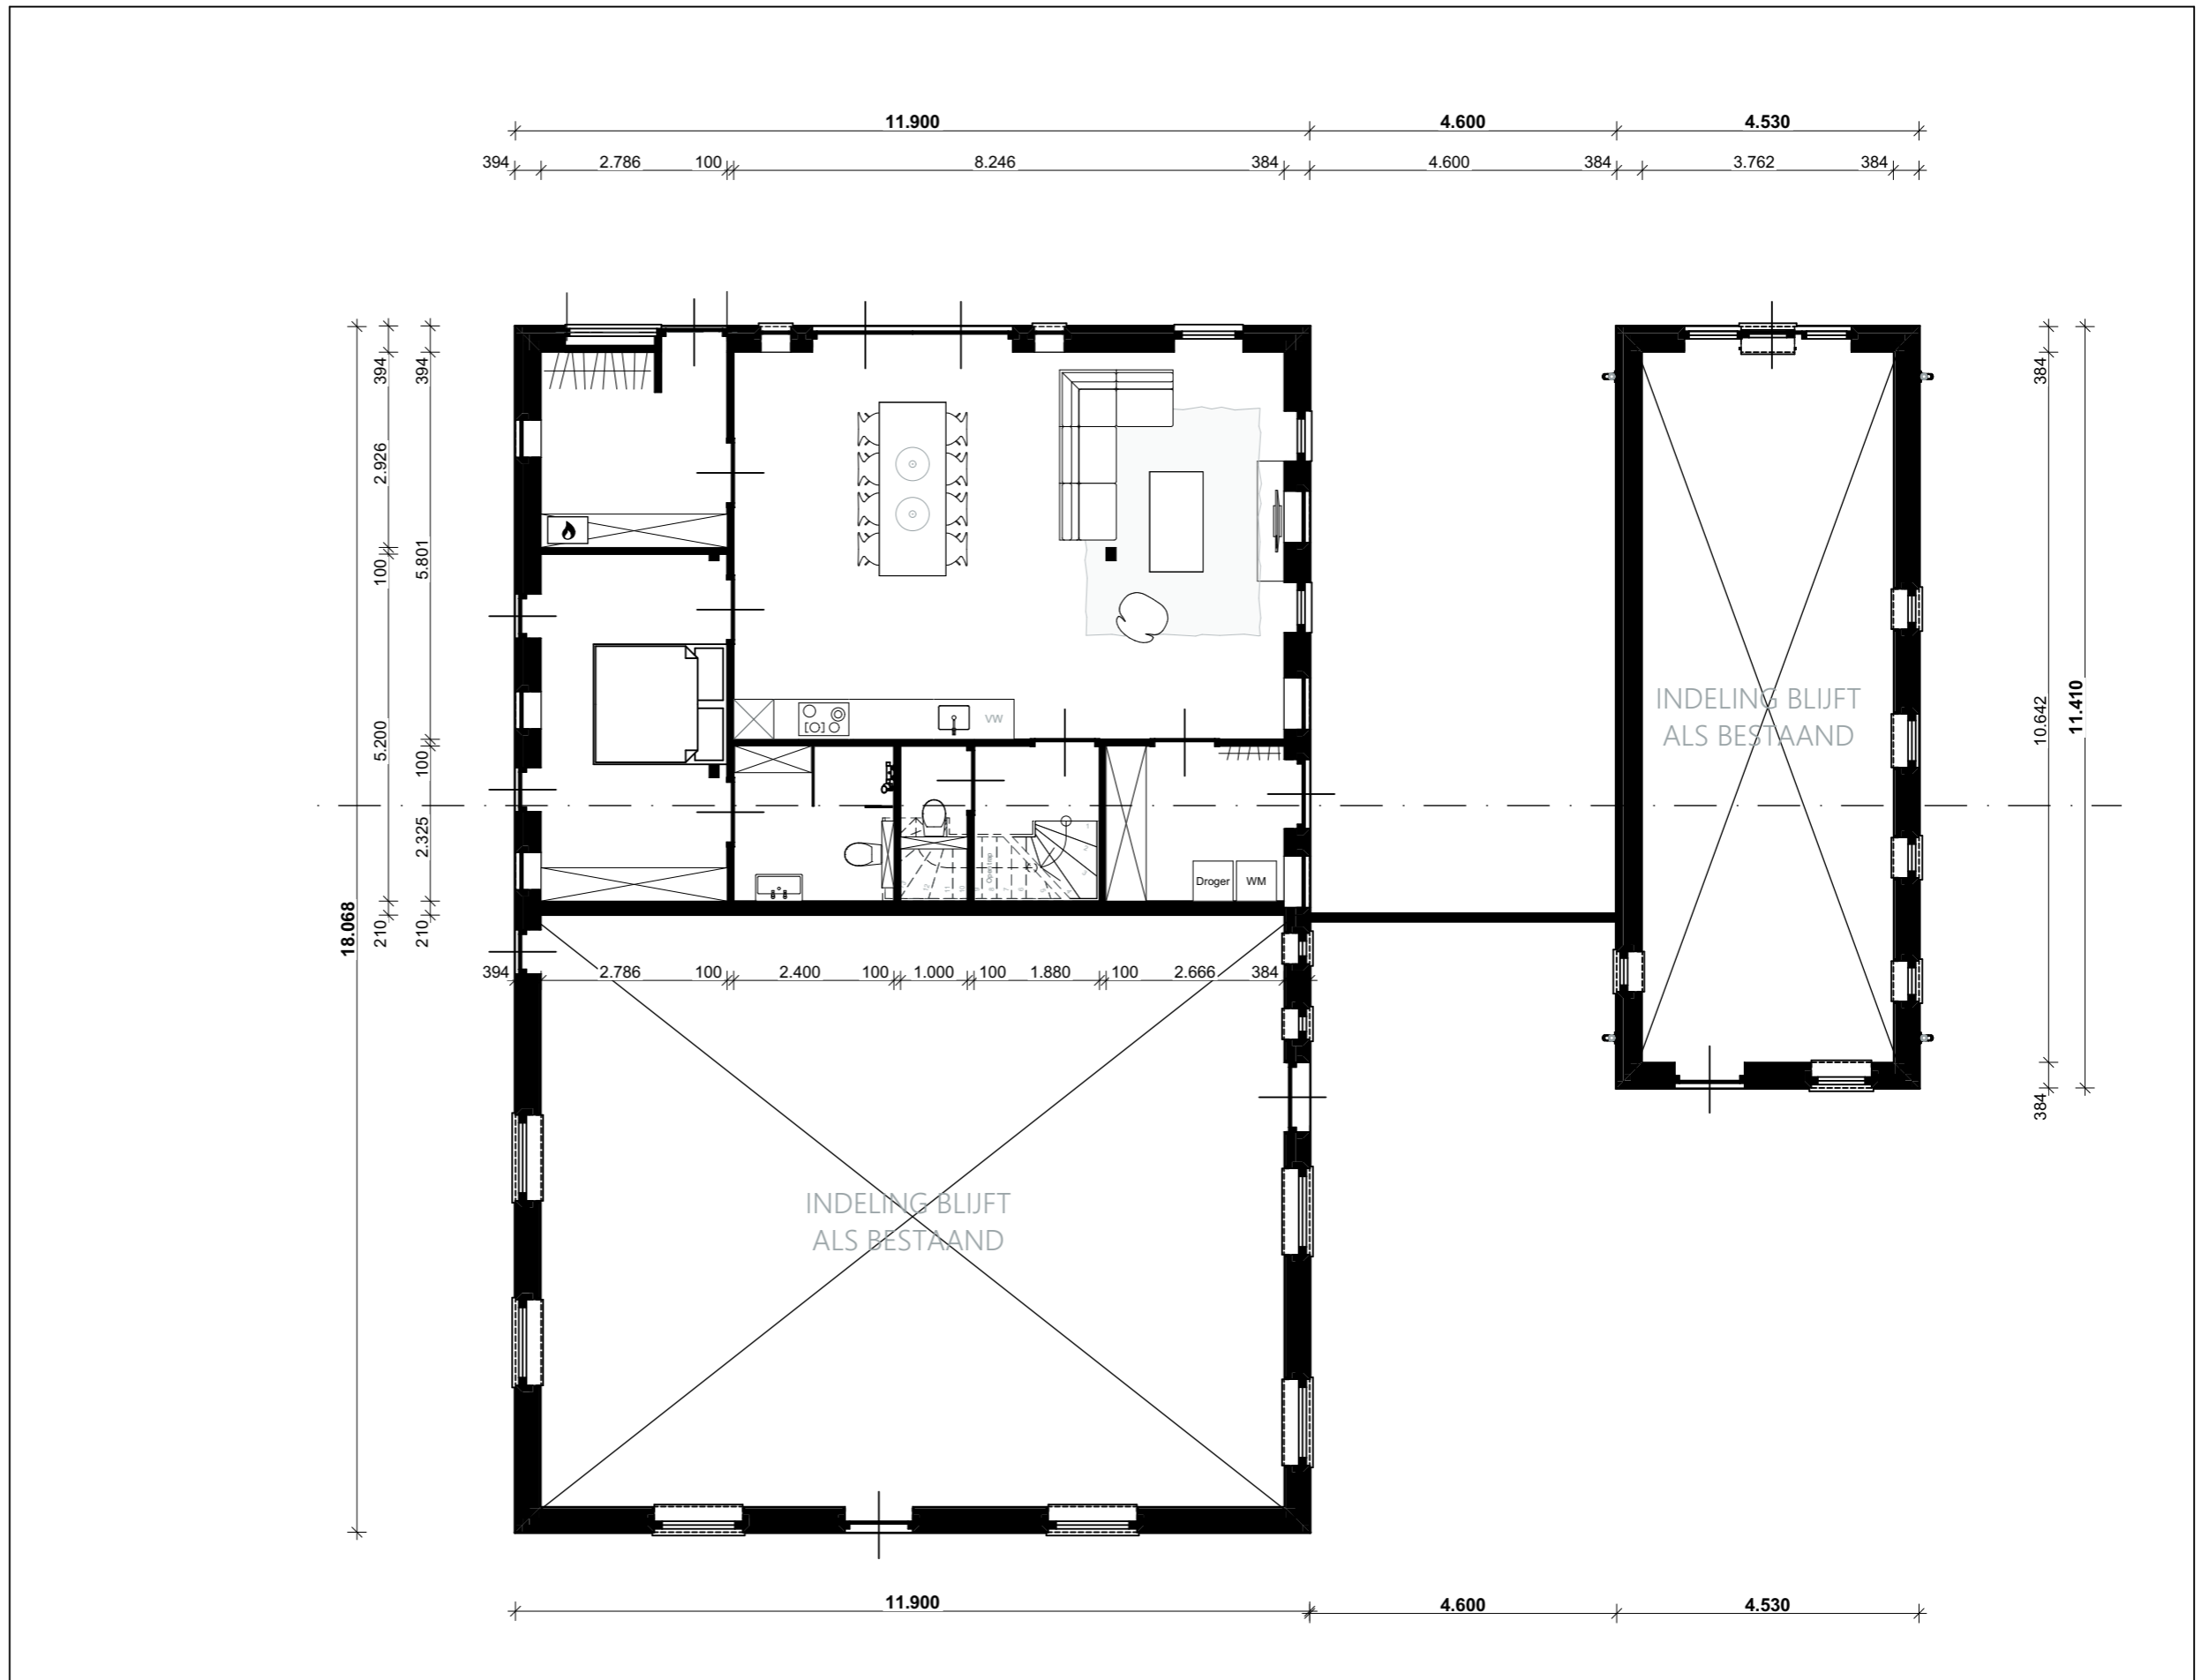 11.900 4.600 4.530
394 2.786 100 8.246 384 4.600 384 3.762 384
394 394 384
2.926
100 5.801
VW
INDELING BLIJFT
ALS BESTAAND
10.642 11.410
5.200 100
2.325
Droger WM
Open trap
18.068 210 210
394 2.786 100 2.400 100 1.000 100 1.880 100 2.666 384
384
INDELING BLIJFT
ALS BESTAAND
11.900 4.600 4.530